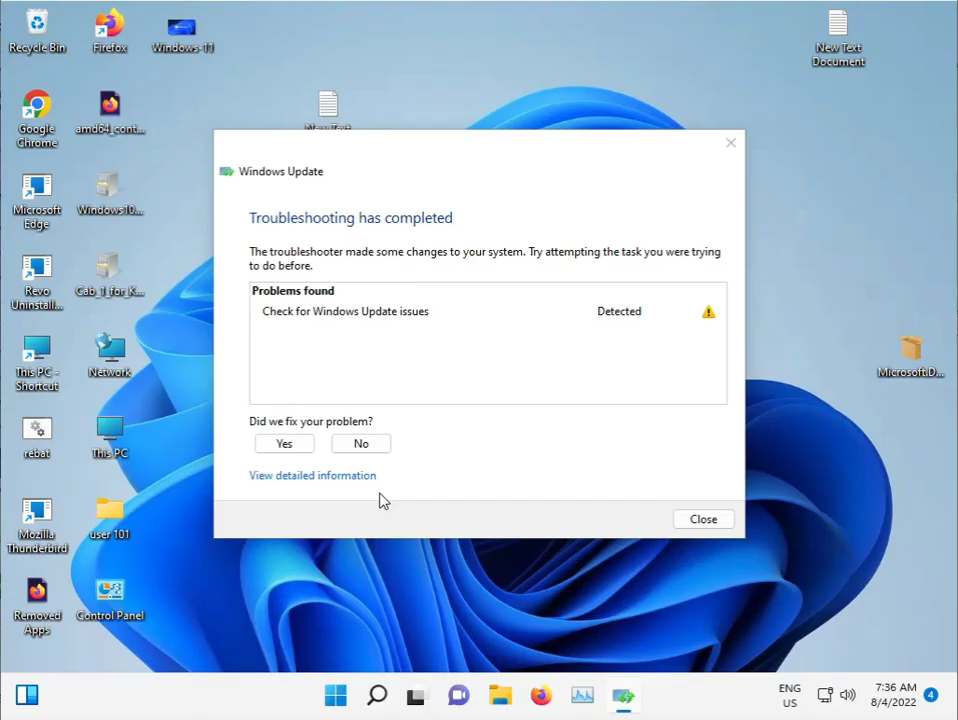 Recycle Bin
Firefox
Windows-11
New Text
Document
Google
Chrome
amd64_cont...
New Text
Microsoft
Edge
Windows10...
Revo
Uninstall...
Cab_1_for_K...
This PC -
Shortcut
Network
MicrosoftD...
rebat
This PC
Mozilla
Thunderbird
user 101
Removed
Apps
Control Panel
Windows Update
Troubleshooting has completed
The troubleshooter made some changes to your system. Try attempting the task you were trying
to do before.
Problems found
Check for Windows Update issues
Detected
Did we fix your problem?
Yes
No
View detailed information
Close
ENG
US
7:36 AM
8/4/2022
4